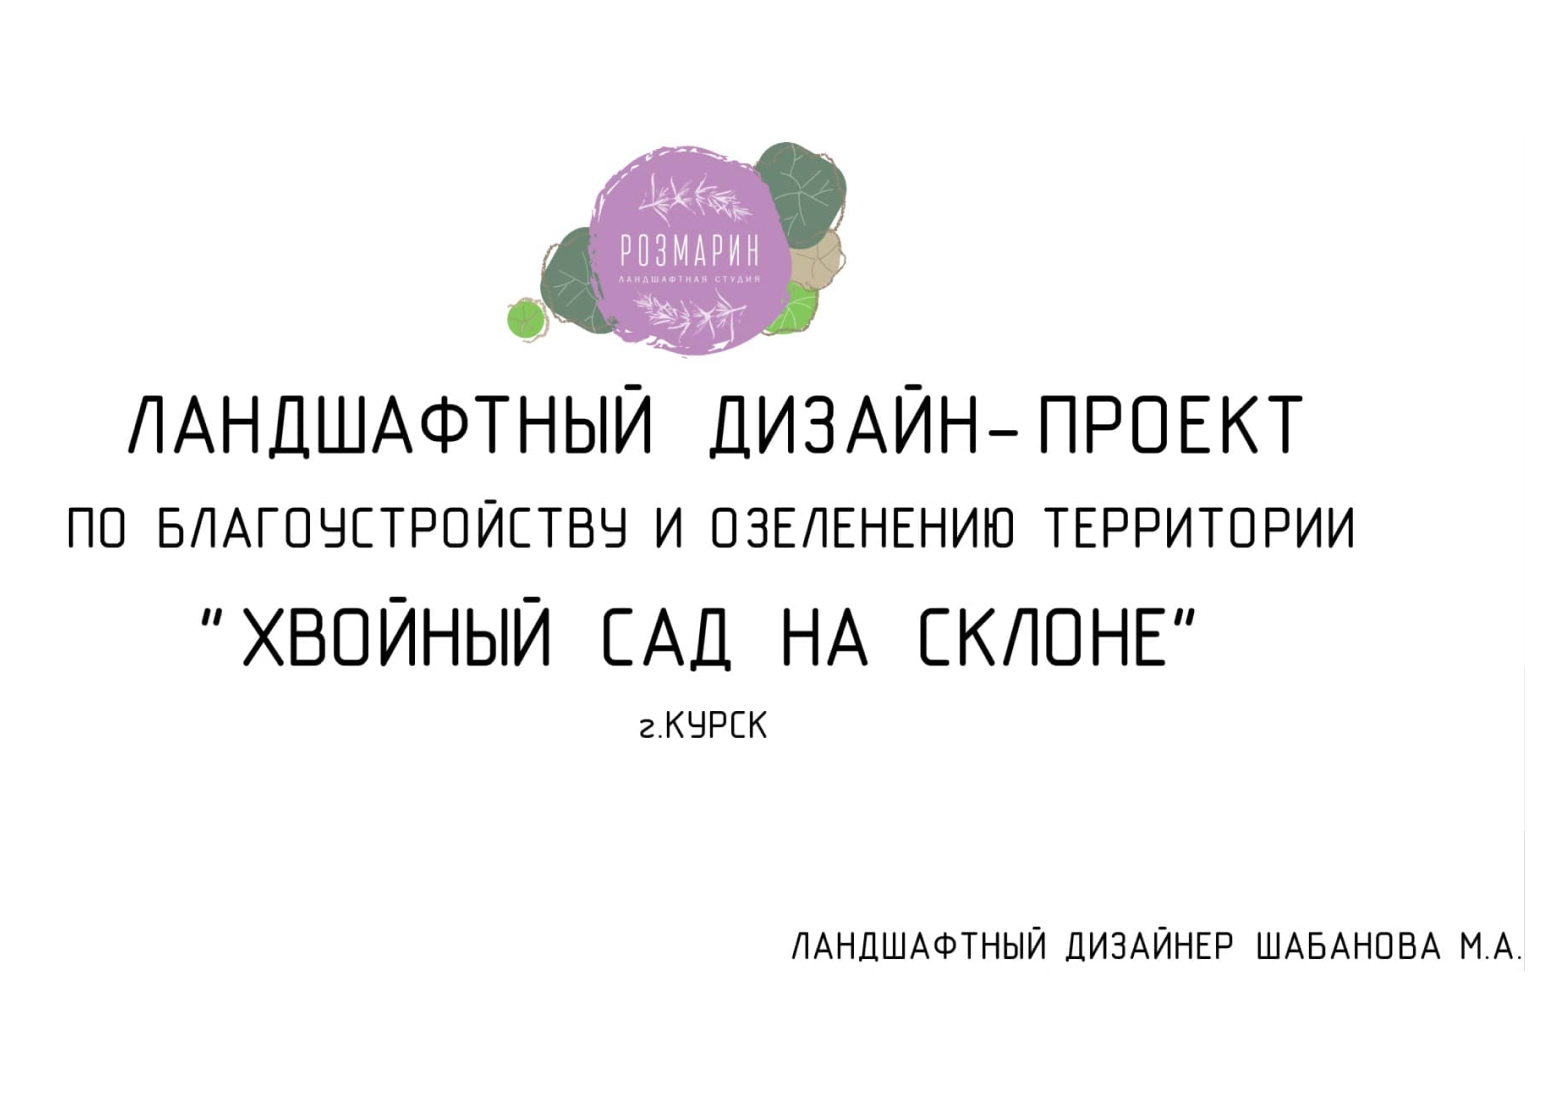 РОЗМАРИН
ЛАНДШАФТНАЯ СТУДИЯ
ЛАНДШАФТНЫЙ ДИЗАЙН-ПРОЕКТ
ПО БЛАГОУСТРОЙСТВУ И ОЗЕЛЕНЕНИЮ ТЕРРИТОРИИ
"ХВОЙНЫЙ САД НА СКЛОНЕ"
г.КУРСК
ЛАНДШАФТНЫЙ ДИЗАЙНЕР ШАБАНОВА М.А.